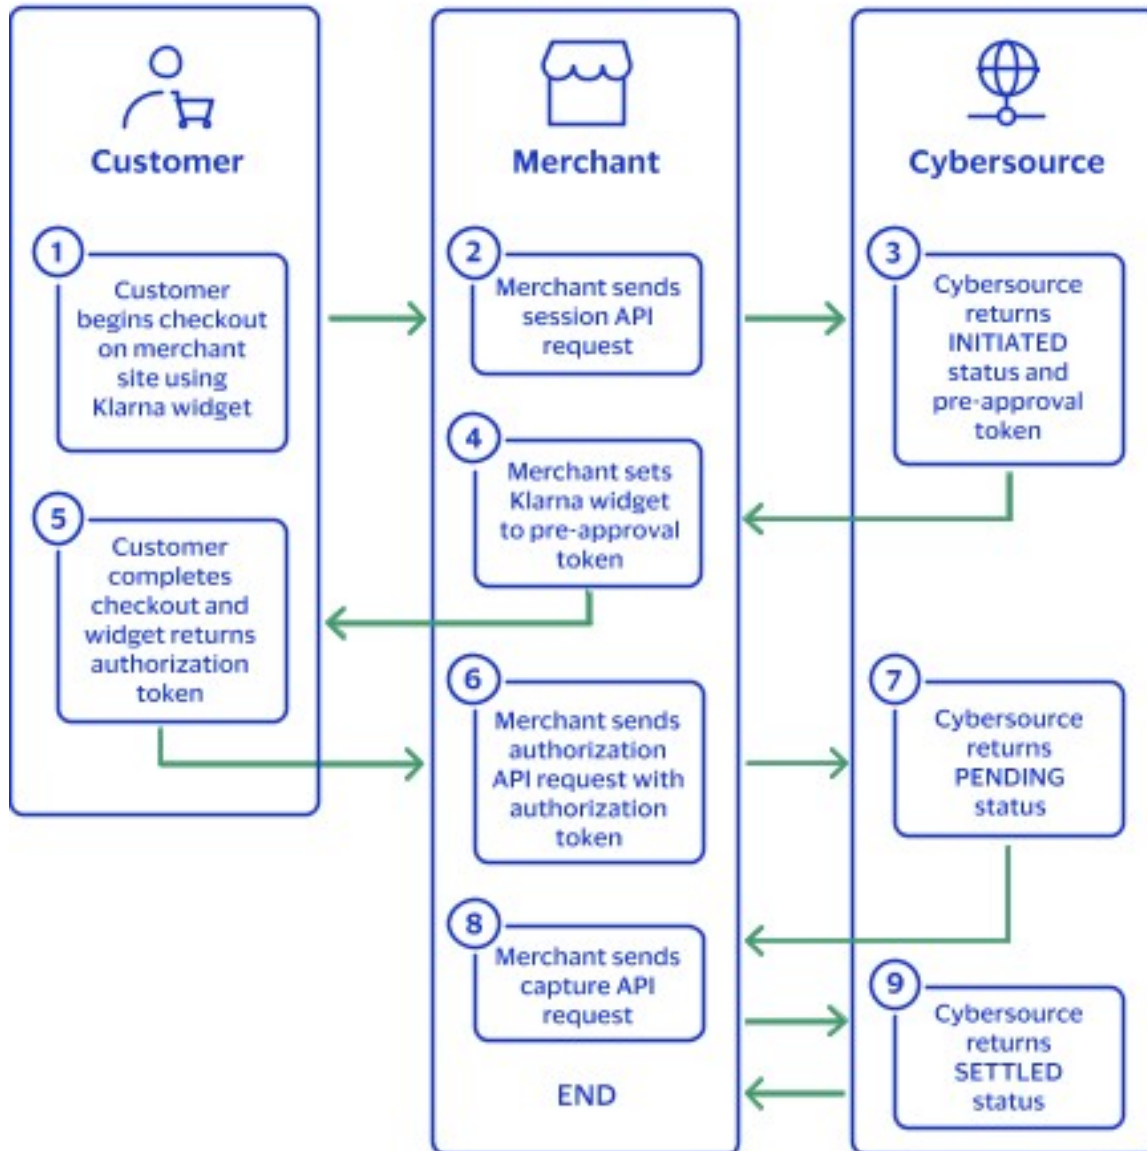 Customer
Merchant
Cybersource
1
Customer
begins checkout
on merchant
site using
Klarna widget
2
Merchant sends
session API
request
3
Cybersource
returns
INITIATED
status and
pre-approval
token
4
Merchant sets
Klarna widget
to pre-approval
token
5
Customer
completes
checkout and
widget returns
authorization
token
6
Merchant sends
authorization
API request with
authorization
token
7
Cybersource
returns
PENDING
status
8
Merchant sends
capture API
request
9
Cybersource
returns
SETTLED
status
END